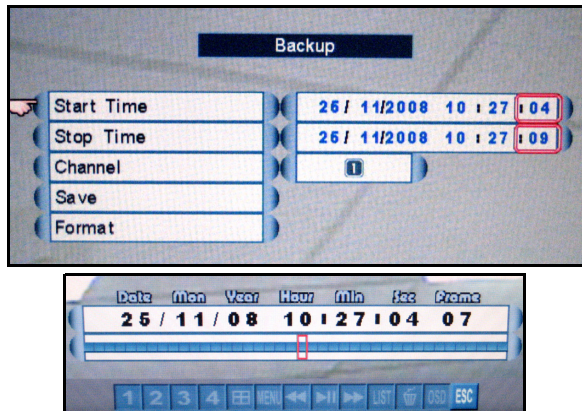 Backup
Start Time 26/ 11/2008 10 : 27 : 04
Stop Time 26/ 11/2008 10 : 27 : 09
Channel 1
Save
Format
Date Mon Year Hour Min Sec Frame
25 / 11 / 08 10 : 27 : 04 07
1 2 3 4 MENU LIST OSD ESC